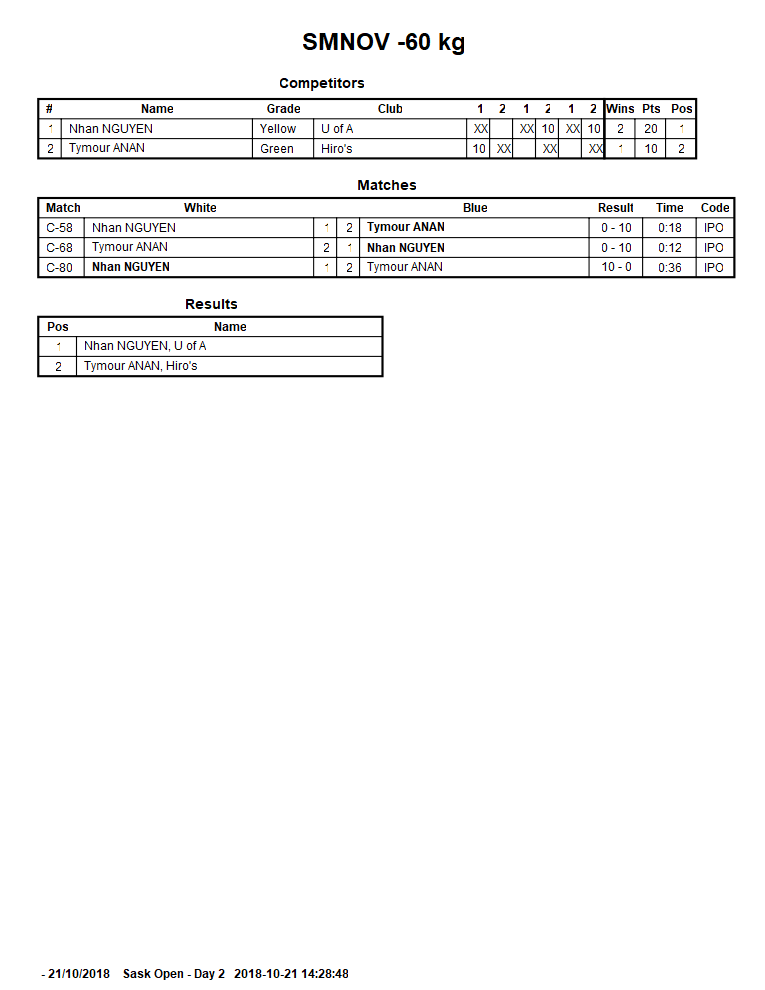 SMNOV -60 kg
Competitors
# Name Grade Club 1 2 1 2 1 2 Wins Pts Pos
1 Nhan NGUYEN Yellow U of A XX XX 10 XX 10 2 20 1
2 Tymour ANAN Green Hiro's 10 XX XX XX 1 10 2
Matches
Match White Blue Result Time Code
C-58 Nhan NGUYEN 1 2 Tymour ANAN 0 - 10 0:18 IPO
C-68 Tymour ANAN 2 1 Nhan NGUYEN 0 - 10 0:12 IPO
C-80 Nhan NGUYEN 1 2 Tymour ANAN 10 - 0 0:36 IPO
Results
Pos Name
1 Nhan NGUYEN, U of A
2 Tymour ANAN, Hiro's
- 21/10/2018 Sask Open - Day 2 2018-10-21 14:28:48